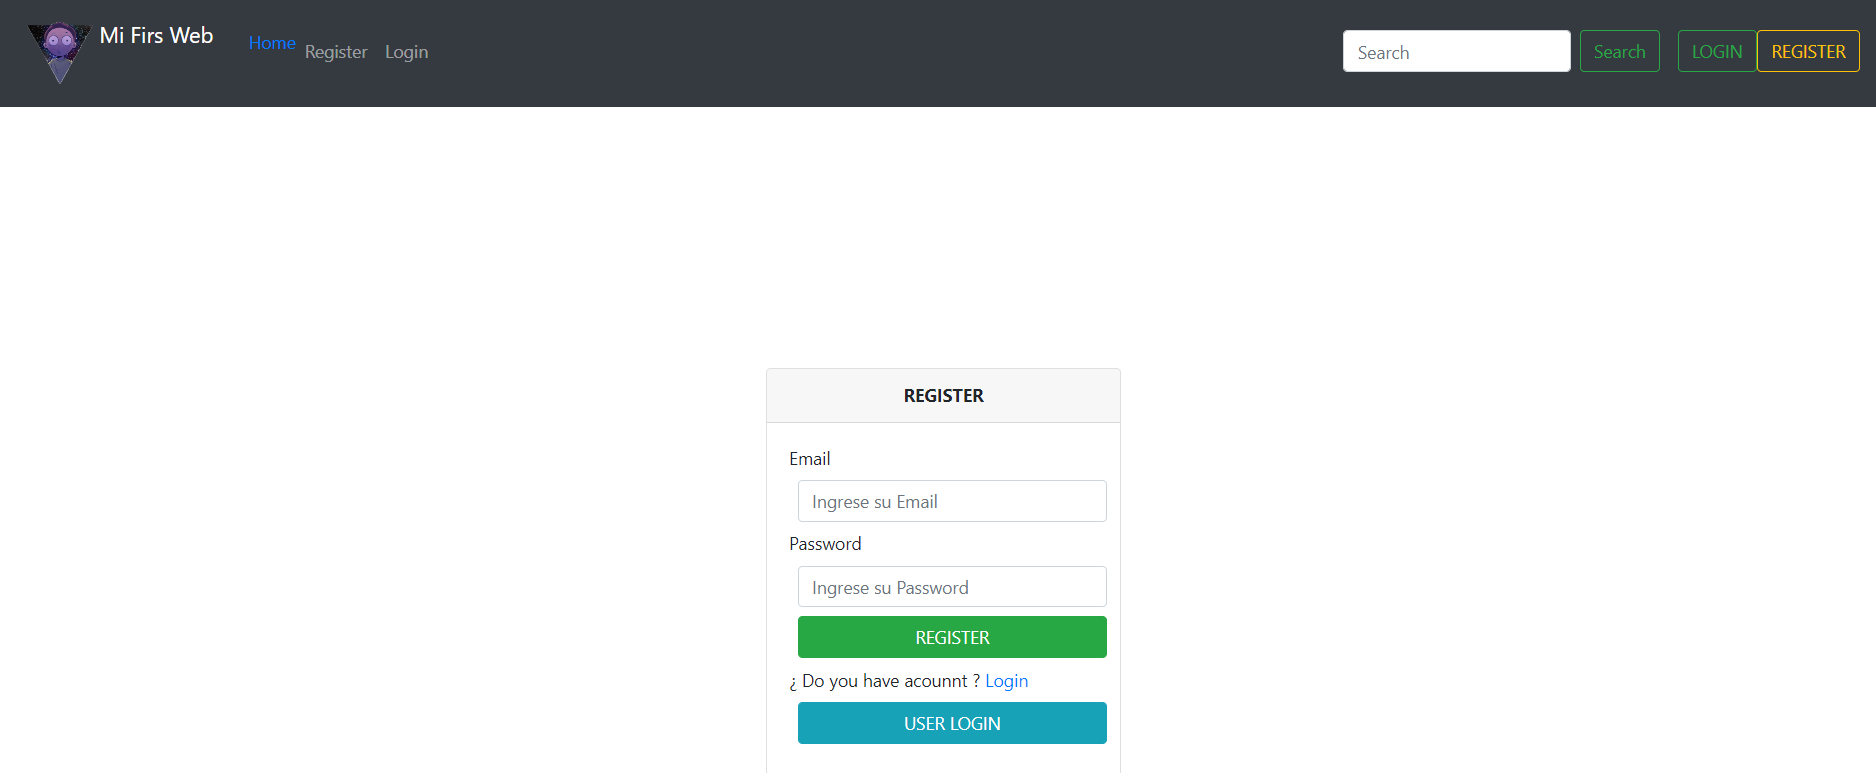 Mi Firs Web
Home Register Login
Search Search LOGIN REGISTER
REGISTER
Email
Ingrese su Email
Password
Ingrese su Password
REGISTER
¿ Do you have acounnt ? Login
USER LOGIN